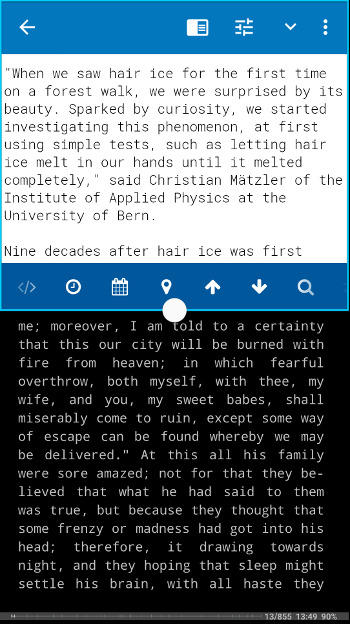 "When we saw hair ice for the first time
on a forest walk, we were surprised by its
beauty. Sparked by curiosity, we started
investigating this phenomenon, at first
using simple tests, such as letting hair
ice melt in our hands until it melted
completely," said Christian Mätzler of the
Institute of Applied Physics at the
University of Bern.
Nine decades after hair ice was first
</>
me; moreover, I am told to a certainty
that this our city will be burned with
fire from heaven; in which fearful
overthrow, both myself, with thee, my
wife, and you, my sweet babes, shall
miserably come to ruin, except some way
of escape can be found whereby we may
be delivered." At this all his family
were sore amazed; not for that they be-
lieved that what he had said to them
was true, but because they thought that
some frenzy or madness had got into his
head; therefore, it drawing towards
night, and they hoping that sleep might
settle his brain, with all haste they
13/855 13:49 90%